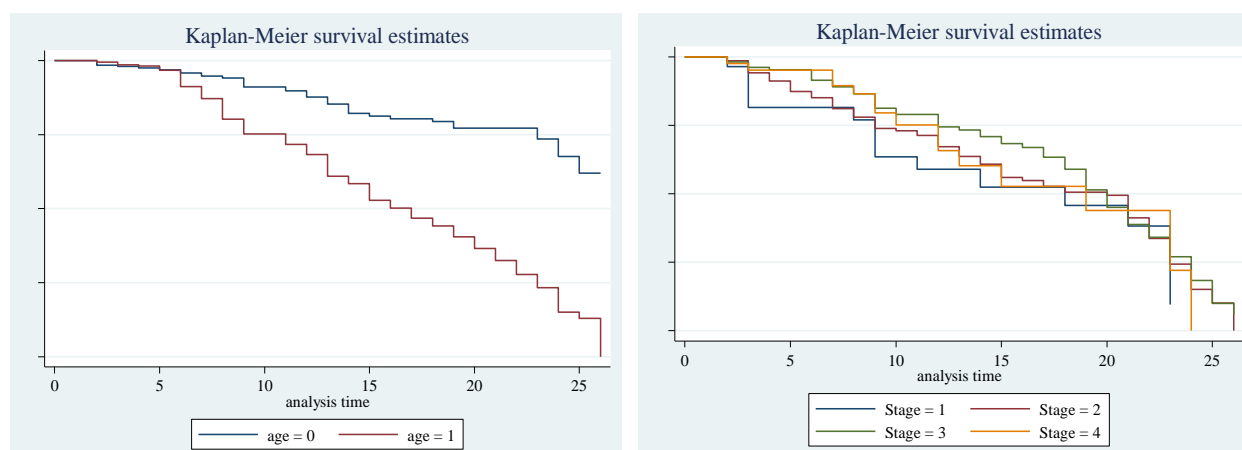 Kaplan-Meier survival estimates
0 5 10 15 20 25
analysis time
age = 0 age = 1
Kaplan-Meier survival estimates
0 5 10 15 20 25
analysis time
Stage = 1 Stage = 2
Stage = 3 Stage = 4